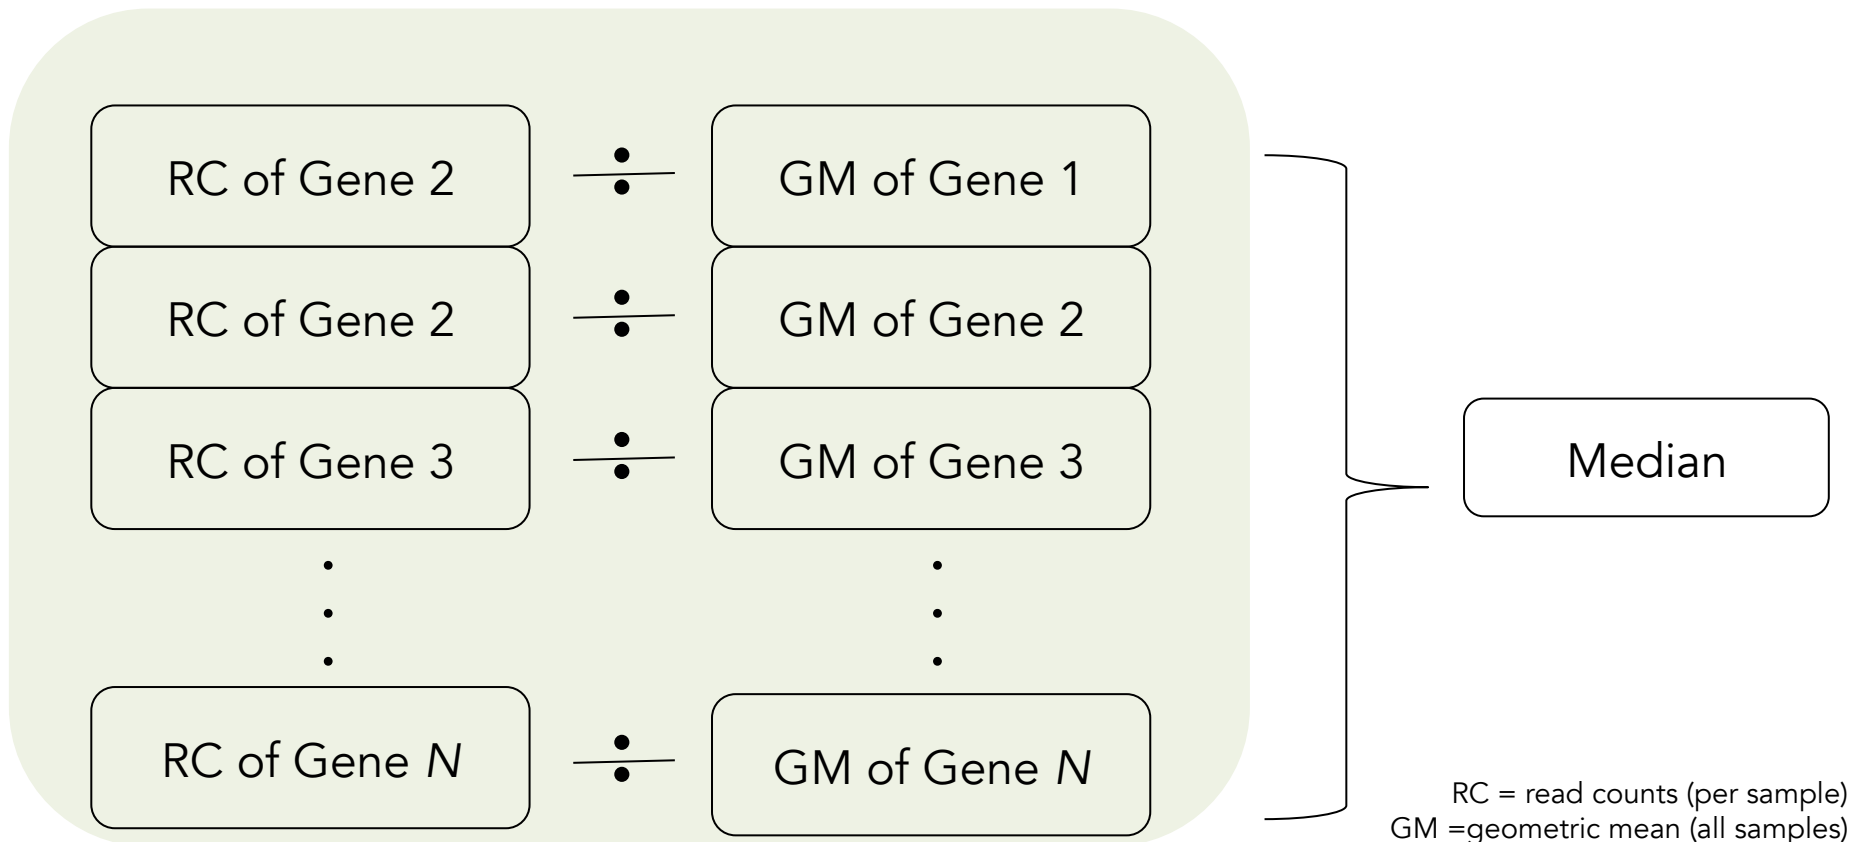 RC of Gene 2 ÷ GM of Gene 1
RC of Gene 2 ÷ GM of Gene 2
RC of Gene 3 ÷ GM of Gene 3
Median
RC of Gene N ÷ GM of Gene N
RC = read counts (per sample)
GM =geometric mean (all samples)